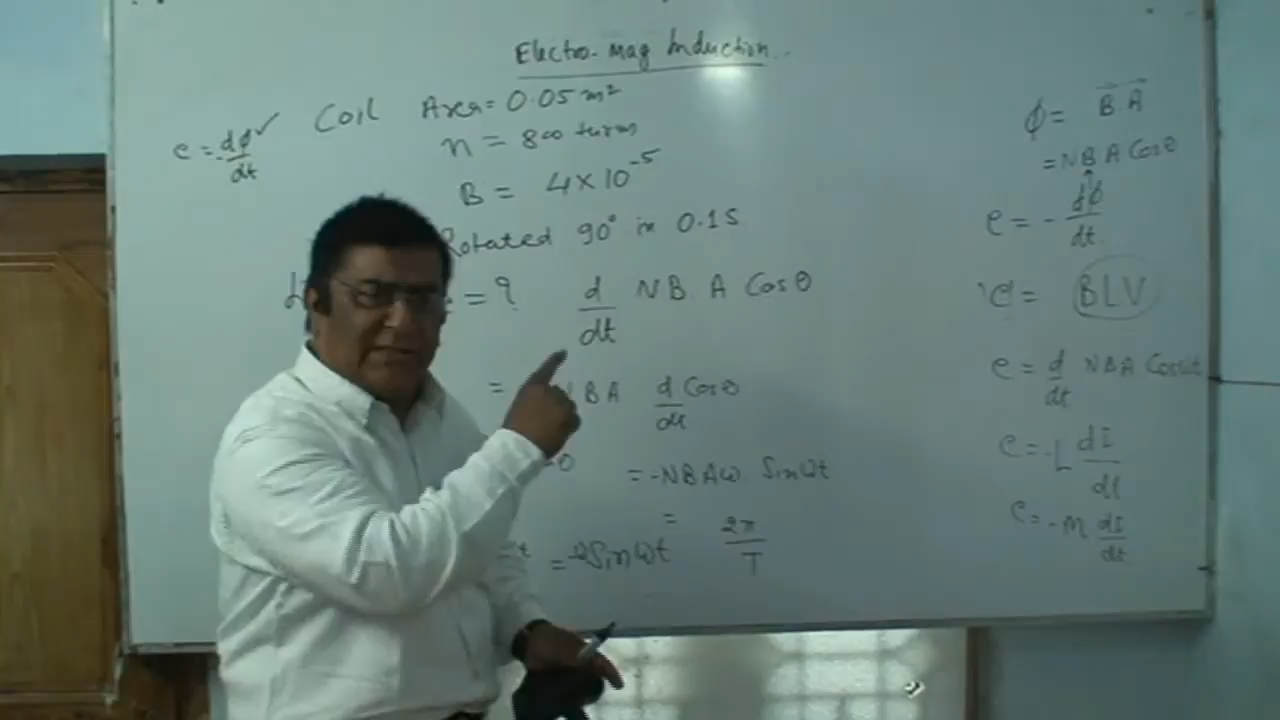 Electro-mag Induction
Coil Area = 0.05 m²
n = 800 turns
B = 4×10⁻⁵
Rotated 90° in 0.1 S
e = -dφ/dt ✓
= ? d/dt NB A Cosθ
= BA d/dt Cosθ
= -NBAω Sinωt
= 2π/T
= Sinωt
φ = B A
= NBA Cosθ
e = - dφ/dt
e = BLV
e = d/dt NBA Cosωt
e = -L dI/dt
e = -M dI/dt